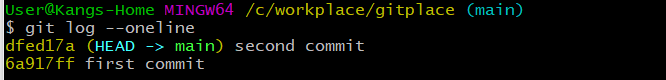 User@Kangs-Home MINGW64 /c/workplace/gitplace (main)
$ git log --oneline
dfed17a (HEAD -> main) second commit
6a917ff first commit